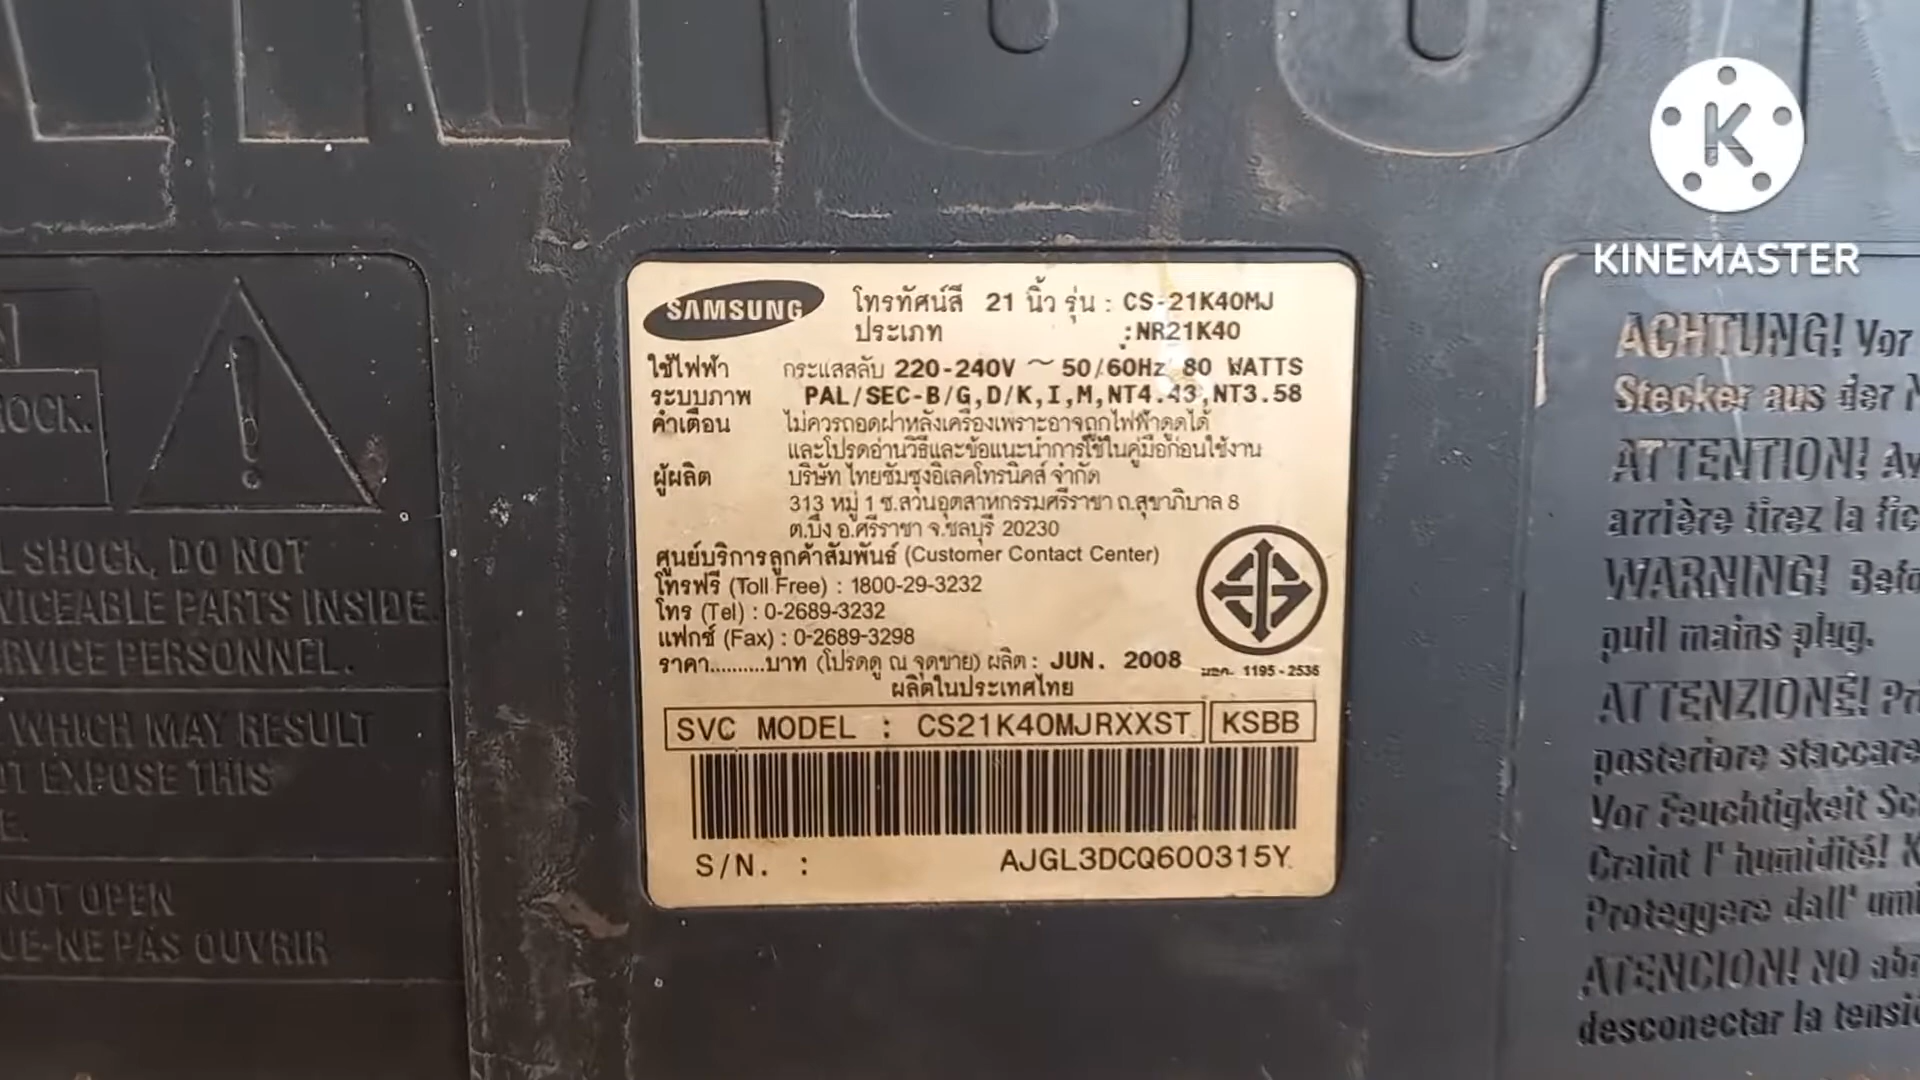 KINEMASTER
OCK.
L SHOCK, DO NOT
VICEABLE PARTS INSIDE.
RVICE PERSONNEL.
WHICH MAY RESULT
OT EXPOSE THIS
E.
NOT OPEN
UE-NE PAS OUVRIR
SAMSUNG
โทรทัศน์สี 21 นิ้ว รุ่น : CS-21K40MJ
ประเภท :NR21K40
ใช้ไฟฟ้า กระแสสลับ 220-240V ~ 50/60Hz 80 WATTS
ระบบภาพ PAL/SEC-B/G,D/K,I,M,NT4.43,NT3.58
คำเตือน ไม่ควรถอดฝาหลังเครื่องเพราะอาจถูกไฟฟ้าดูดได้
และโปรดอ่านวิธีและข้อแนะนำการใช้ในคู่มือก่อนใช้งาน
ผู้ผลิต บริษัท ไทยซัมซุงอิเลคโทรนิคส์ จำกัด
313 หมู่ 1 ซ.สวนอุตสาหกรรมศรีราชา ถ.สุขาภิบาล 8
ต.บึง อ.ศรีราชา จ.ชลบุรี 20230
ศูนย์บริการลูกค้าสัมพันธ์ (Customer Contact Center)
โทรฟรี (Toll Free) : 1800-29-3232
โทร (Tel) : 0-2689-3232
แฟกซ์ (Fax) : 0-2689-3298
ราคา..........บาท (โปรดดู ณ จุดขาย) ผลิต : JUN. 2008
มอก. 1195-2536
ผลิตในประเทศไทย
SVC MODEL : CS21K40MJRXXST KSBB
S/N. : AJGL3DCQ600315Y
ACHTUNG! Vor
Stecker aus der N
ATTENTION! Av
arrière tirez la fic
WARNING! Befo
pull mains plug.
ATTENZIONE! Pri
posteriore staccare
Vor Feuchtigkeit Sc
Craint l' humidité! K
Proteggere dall' umi
ATENCION! NO abr
desconectar la tensió